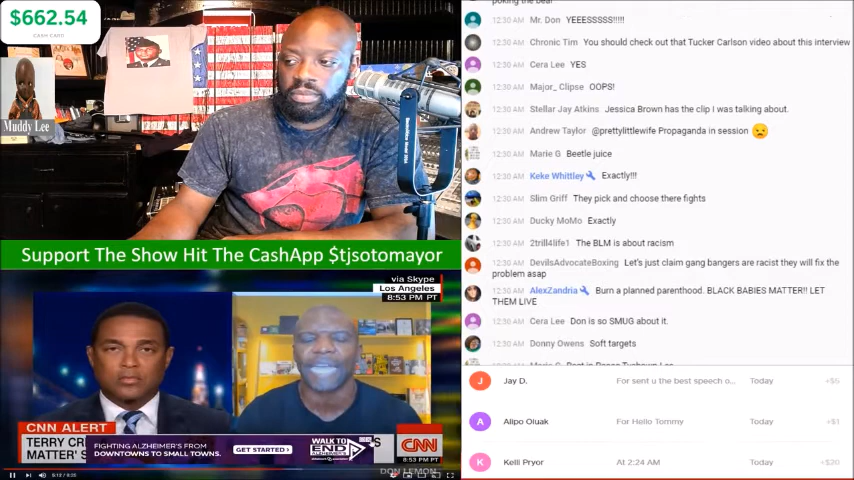 $662.54
CASH CARD
Muddy Lee
Support The Show Hit The CashApp $tjsotomayor
via Skype
Los Angeles
8:53 PM PT
CNN ALERT
TERRY CR
MATTER' S
FIGHTING ALZHEIMER'S FROM
DOWNTOWNS TO SMALL TOWNS.
GET STARTED
WALK TO
END
ALZHEIMER'S
CNN
8:53 PM PT
DON LEMON
poking the bear
12:30 AM Mr. Don YEEESSSSS!!!!!
12:30 AM Chronic Tim You should check out that Tucker Carlson video about this interview
12:30 AM Cera Lee YES
12:30 AM Major_ Clipse OOPS!
12:30 AM Stellar Jay Atkins Jessica Brown has the clip I was talking about.
12:30 AM Andrew Taylor @prettylittlewife Propaganda in session 😠
12:30 AM Marie G Beetle juice
12:30 AM Keke Whittley Exactly!!!
12:30 AM Slim Griff They pick and choose there fights
12:30 AM Ducky MoMo Exactly
12:30 AM 2trill4life1 The BLM is about racism
12:30 AM DevilsAdvocateBoxing Let's just claim gang bangers are racist they will fix the
problem asap
12:30 AM AlexZandria Burn a planned parenthood. BLACK BABIES MATTER!! LET
THEM LIVE
12:30 AM Cera Lee Don is so SMUG about it.
12:30 AM Donny Owens Soft targets
J Jay D. For sent u the best speech o... Today +$5
A Alipo Oluak For Hello Tommy Today +$1
K Kelli Pryor At 2:24 AM Today +$20